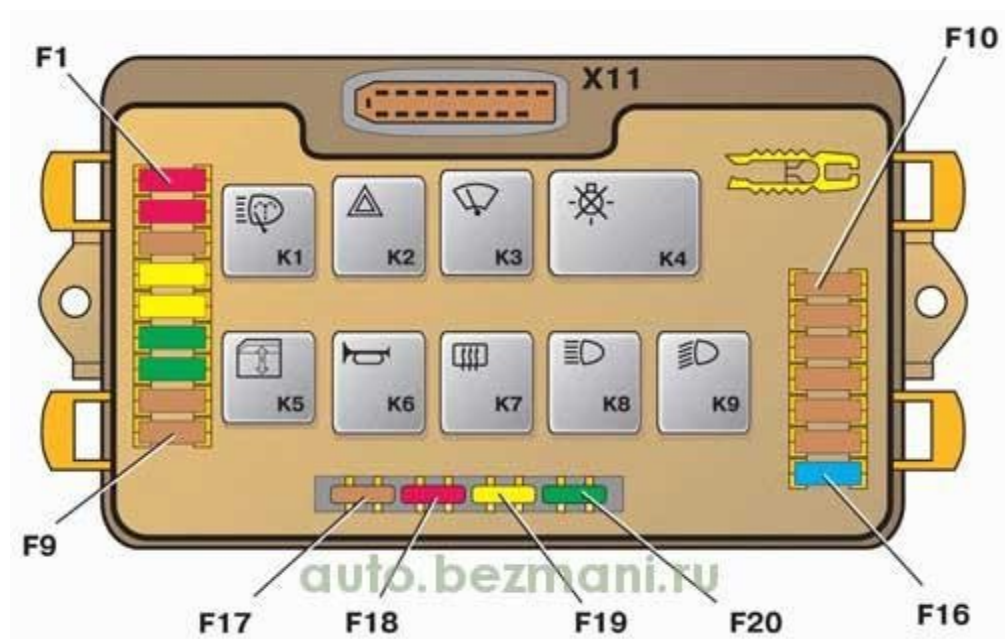 F1
F10
X11
K1
K2
K3
K4
K5
K6
K7
K8
K9
F9
auto.bezmani.ru
F17
F18
F19
F20
F16